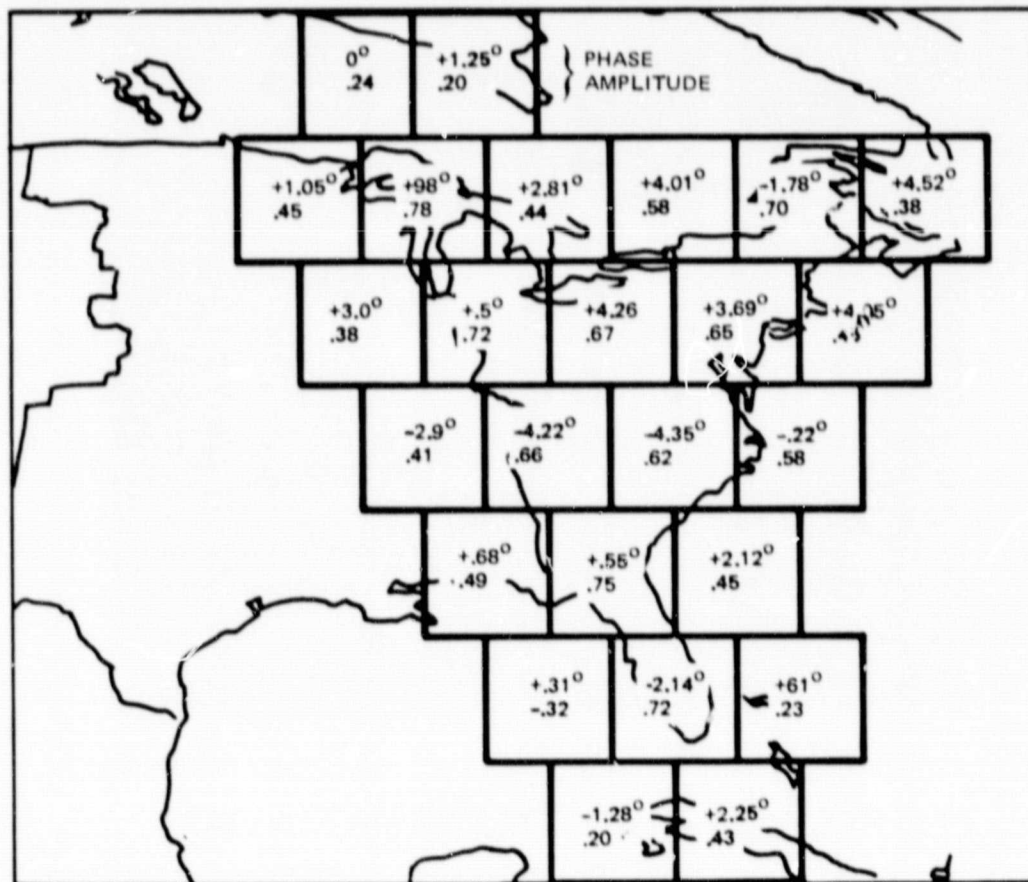 0° +1.25° } PHASE
.24 .20 } AMPLITUDE
+1.05° +98° +2.81° +4.01° -1.78° +4.52°
.45 .78 .44 .58 .70 .38
+3.0° +.5° +4.26 +3.69° +4.05°
.38 .72 .67 .65
-2.9° -4.22° -4.35° -.22°
.41 .66 .62 .58
+.68° +.55° +2.12°
.49 .75 .45
+.31° -2.14° +61°
-.32 .72 .23
-1.28° +2.25°
.20 .43